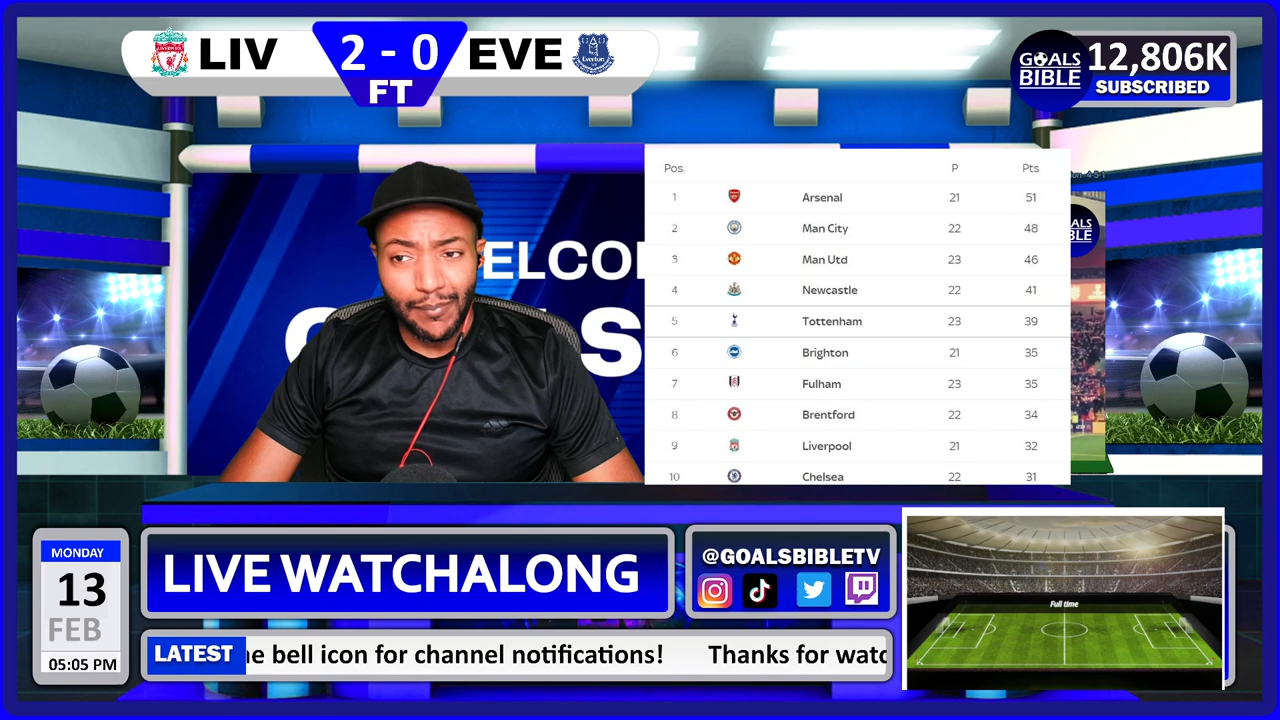 LIV 2 - 0 EVE
FT
GOALS
BIBLE
12,806K
SUBSCRIBED
ELCO
S
ALS
BLE
Pos. P Pts
1 Arsenal 21 51
2 Man City 22 48
3 Man Utd 23 46
4 Newcastle 22 41
5 Tottenham 23 39
6 Brighton 21 35
7 Fulham 23 35
8 Brentford 22 34
9 Liverpool 21 32
10 Chelsea 22 31
MONDAY
13
FEB
05:05 PM
LIVE WATCHALONG
@GOALSBIBLETV
LATEST e bell icon for channel notifications! Thanks for watc
Full time